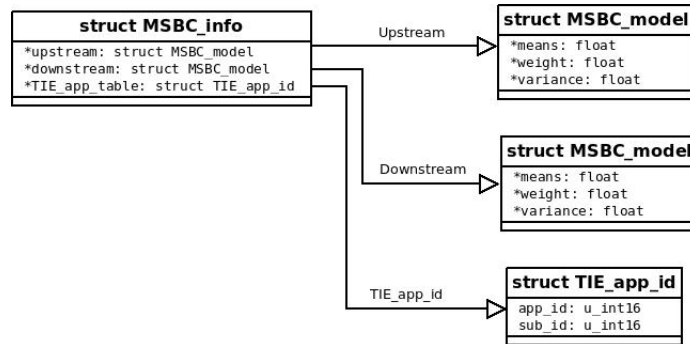 struct MSBC_info
*upstream: struct MSBC_model
*downstream: struct MSBC_model
*TIE_app_table: struct TIE_app_id
Upstream
struct MSBC_model
*means: float
*weight: float
*variance: float
Downstream
struct MSBC_model
*means: float
*weight: float
*variance: float
TIE_app_id
struct TIE_app_id
app_id: u_int16
sub_id: u_int16